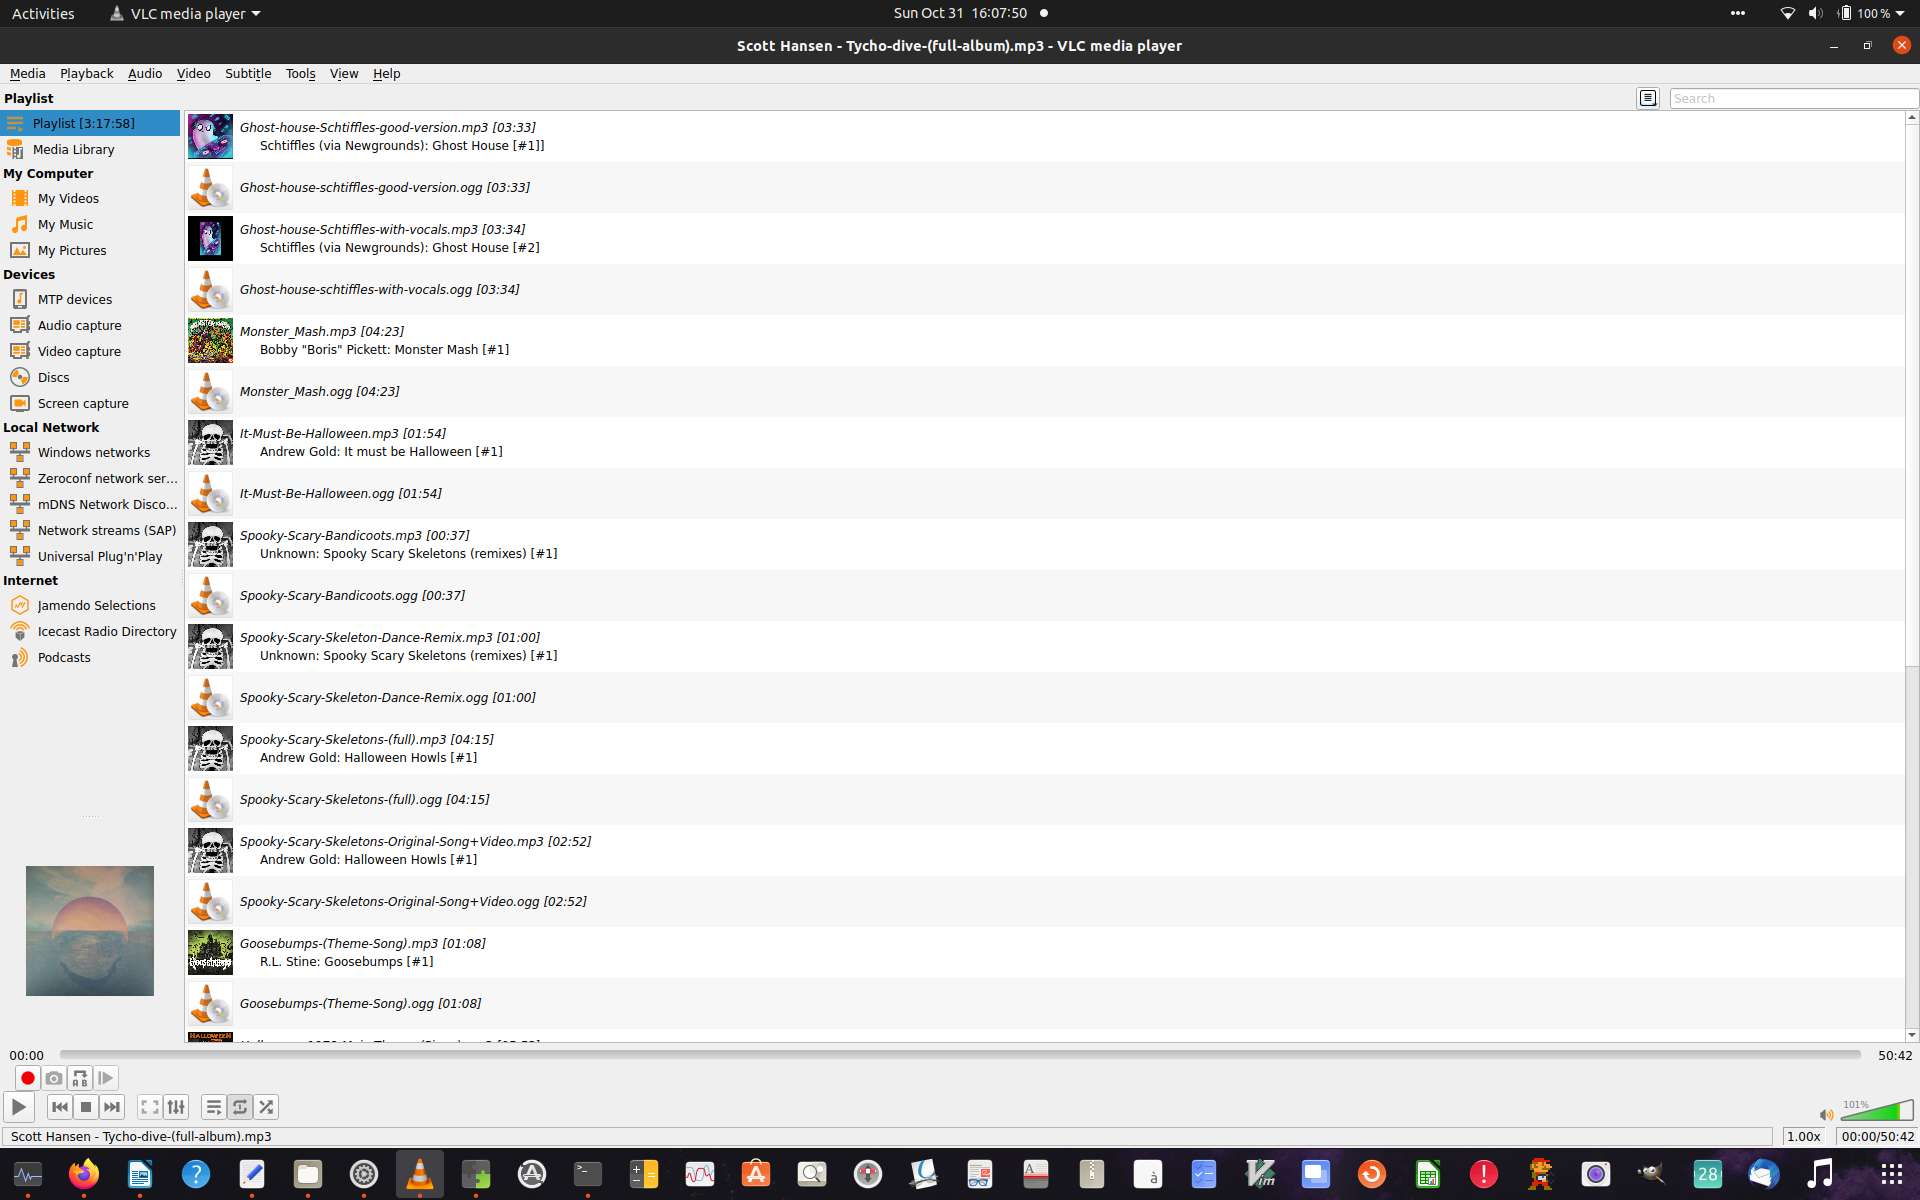 Activities VLC media player Sun Oct 31 16:07:50 100 %
Scott Hansen - Tycho-dive-(full-album).mp3 - VLC media player
Media Playback Audio Video Subtitle Tools View Help
Playlist
Search
Playlist [3:17:58]
Media Library
My Computer
My Videos
My Music
My Pictures
Devices
MTP devices
Audio capture
Video capture
Discs
Screen capture
Local Network
Windows networks
Zeroconf network ser...
mDNS Network Disco...
Network streams (SAP)
Universal Plug'n'Play
Internet
Jamendo Selections
Icecast Radio Directory
Podcasts
Ghost-house-Schtiffles-good-version.mp3 [03:33]
Schtiffles (via Newgrounds): Ghost House [#1]]
Ghost-house-schtiffles-good-version.ogg [03:33]
Ghost-house-Schtiffles-with-vocals.mp3 [03:34]
Schtiffles (via Newgrounds): Ghost House [#2]
Ghost-house-schtiffles-with-vocals.ogg [03:34]
Monster_Mash.mp3 [04:23]
Bobby "Boris" Pickett: Monster Mash [#1]
Monster_Mash.ogg [04:23]
It-Must-Be-Halloween.mp3 [01:54]
Andrew Gold: It must be Halloween [#1]
It-Must-Be-Halloween.ogg [01:54]
Spooky-Scary-Bandicoots.mp3 [00:37]
Unknown: Spooky Scary Skeletons (remixes) [#1]
Spooky-Scary-Bandicoots.ogg [00:37]
Spooky-Scary-Skeleton-Dance-Remix.mp3 [01:00]
Unknown: Spooky Scary Skeletons (remixes) [#1]
Spooky-Scary-Skeleton-Dance-Remix.ogg [01:00]
Spooky-Scary-Skeletons-(full).mp3 [04:15]
Andrew Gold: Halloween Howls [#1]
Spooky-Scary-Skeletons-(full).ogg [04:15]
Spooky-Scary-Skeletons-Original-Song+Video.mp3 [02:52]
Andrew Gold: Halloween Howls [#1]
Spooky-Scary-Skeletons-Original-Song+Video.ogg [02:52]
Goosebumps-(Theme-Song).mp3 [01:08]
R.L. Stine: Goosebumps [#1]
Goosebumps-(Theme-Song).ogg [01:08]
00:00 50:42
101%
Scott Hansen - Tycho-dive-(full-album).mp3 1.00x 00:00/50:42
28